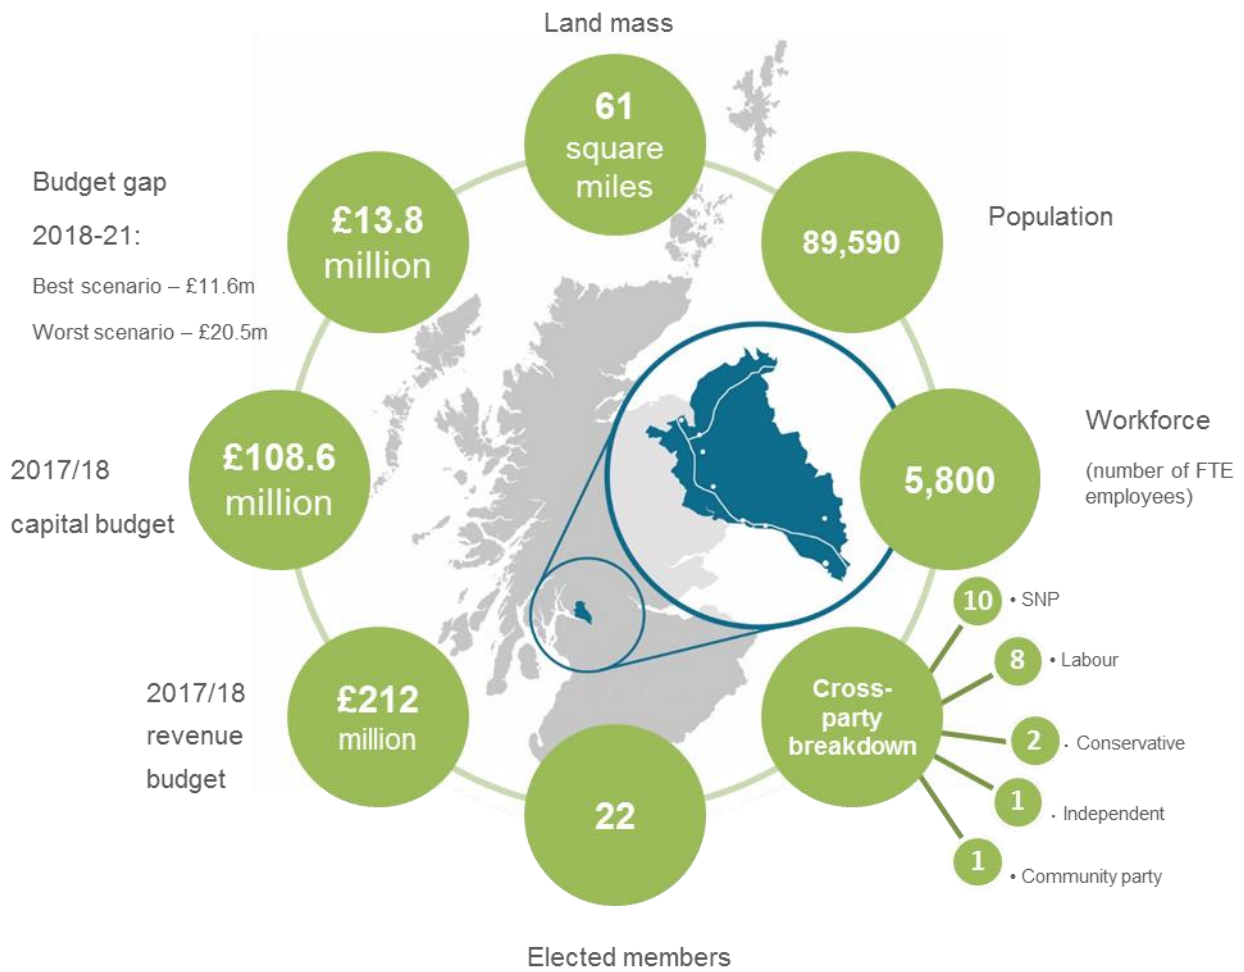 Land mass
61
square
miles
Budget gap
2018-21:
Best scenario – £11.6m
Worst scenario – £20.5m
£13.8
million
89,590
Population
2017/18
capital budget
£108.6
million
5,800
Workforce
(number of FTE
employees)
2017/18
revenue
budget
£212
million
22
Elected members
Cross-
party
breakdown
10 • SNP
8 • Labour
2 . Conservative
1 . Independent
1 • Community party